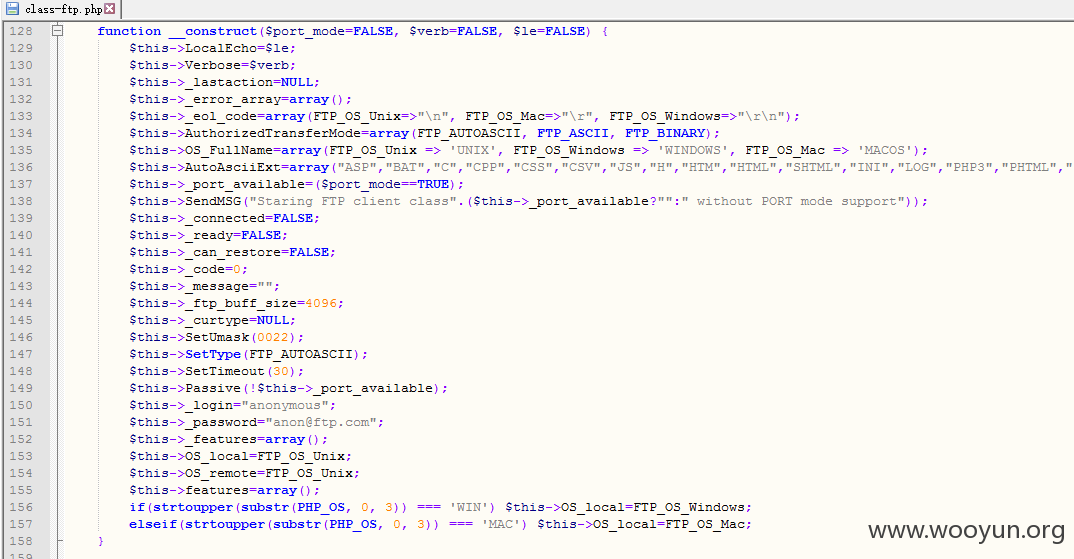 class-ftp.php
128 function __construct($port_mode=FALSE, $verb=FALSE, $le=FALSE) {
129 $this->LocalEcho=$le;
130 $this->Verbose=$verb;
131 $this->_lastaction=NULL;
132 $this->_error_array=array();
133 $this->_eol_code=array(FTP_OS_Unix=>"\n", FTP_OS_Mac=>"\r", FTP_OS_Windows=>"\r\n");
134 $this->AuthorizedTransferMode=array(FTP_AUTOASCII, FTP_ASCII, FTP_BINARY);
135 $this->OS_FullName=array(FTP_OS_Unix => 'UNIX', FTP_OS_Windows => 'WINDOWS', FTP_OS_Mac => 'MACOS');
136 $this->AutoAsciiExt=array("ASP","BAT","C","CPP","CSS","CSV","JS","H","HTM","HTML","SHTML","INI","LOG","PHP3","PHTML","
137 $this->_port_available=($port_mode==TRUE);
138 $this->SendMSG("Staring FTP client class".($this->_port_available?"":" without PORT mode support"));
139 $this->_connected=FALSE;
140 $this->_ready=FALSE;
141 $this->_can_restore=FALSE;
142 $this->_code=0;
143 $this->_message="";
144 $this->_ftp_buff_size=4096;
145 $this->_curtype=NULL;
146 $this->SetUmask(0022);
147 $this->SetType(FTP_AUTOASCII);
148 $this->SetTimeout(30);
149 $this->Passive(!$this->_port_available);
150 $this->_login="anonymous";
151 $this->_password="anon@ftp.com";
152 $this->_features=array();
153 $this->OS_local=FTP_OS_Unix;
154 $this->OS_remote=FTP_OS_Unix;
155 $this->features=array();
156 if(strtoupper(substr(PHP_OS, 0, 3)) === 'WIN') $this->OS_local=FTP_OS_Windows;
157 elseif(strtoupper(substr(PHP_OS, 0, 3)) === 'MAC') $this->OS_local=FTP_OS_Mac;
158 }
159
www.wooyun.org